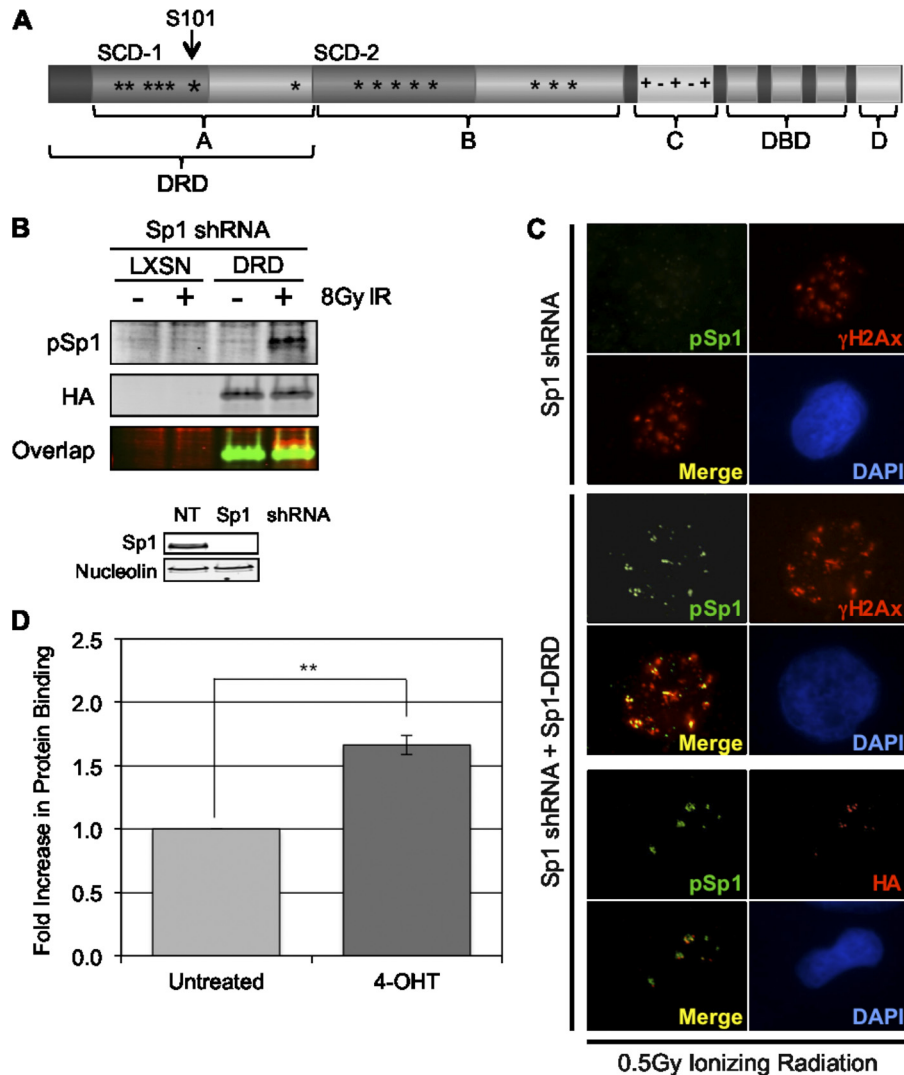 A
S101
SCD-1
SCD-2
** *** * *
* * * * * * * *
+ - + - +
A
B
C
DBD
D
DRD
B
Sp1 shRNA
LXSN DRD
- + - + 8Gy IR
pSp1
HA
Overlap
NT Sp1 shRNA
Sp1
Nucleolin
C
Sp1 shRNA
pSp1
γH2Ax
Merge
DAPI
Sp1 shRNA + Sp1-DRD
pSp1
γH2Ax
Merge
DAPI
pSp1
HA
Merge
DAPI
0.5Gy Ionizing Radiation
D
Fold Increase in Protein Binding
2.5
2.0
1.5
1.0
0.5
0.0
**
Untreated
4-OHT